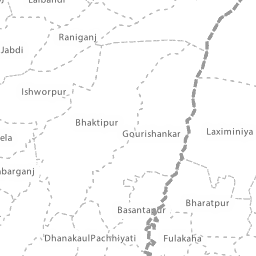 Raniganj
Jabdi
Ishworpur
Bhaktipur
Gourishankar
Laximiniya
Basantapur
Bharatpur
DhanakaulPachhiyati
Fulakaha